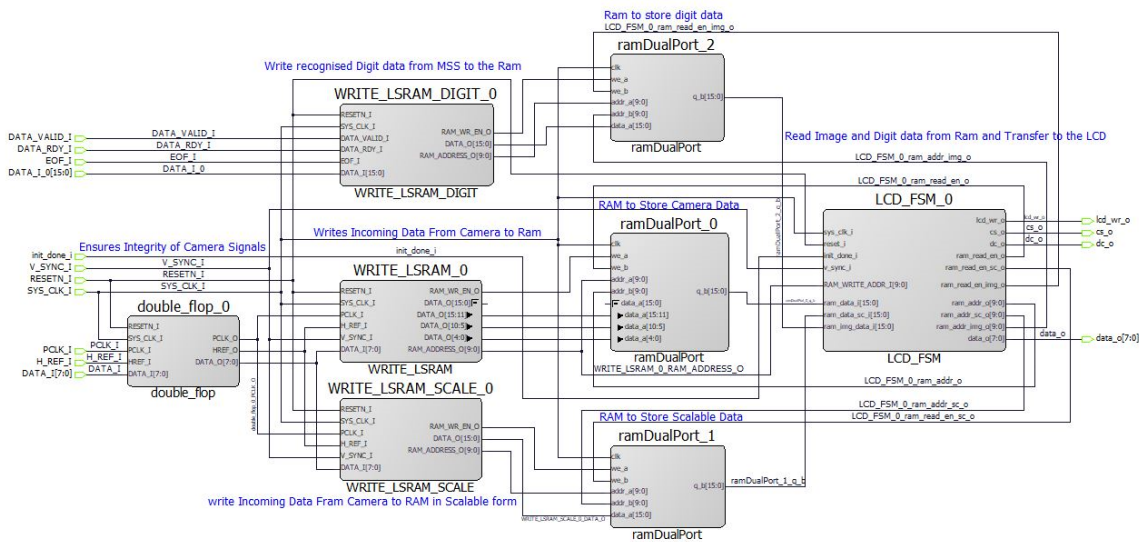 Ram to store digit data
LCD_FSM_0_ram_read_en_img_o
ramDualPort_2
clk
we_a
we_b
addr_a[9:0]
addr_b[9:0]
data_a[15:0]
q_b[15:0]
ramDualPort
Write recognised Digit data from MSS to the Ram
WRITE_LSRAM_DIGIT_0
RESETN_I
SYS_CLK_I
DATA_VALID_I
DATA_RDY_I
EOF_I
DATA_I[15:0]
RAM_WR_EN_O
DATA_O[15:0]
RAM_ADDRESS_O[9:0]
WRITE_LSRAM_DIGIT
DATA_VALID_I
DATA_RDY_I
EOF_I
DATA_I_0[15:0]
DATA_VALID_I
DATA_RDY_I
EOF_I
DATA_I_0
Read Image and Digit data from Ram and Transfer to the LCD
LCD_FSM_0_ram_addr_img_o
LCD_FSM_0_ram_read_en_o
LCD_FSM_0
sys_clk_i
reset_i
init_done_i
v_sync_i
RAM_WRITE_ADDR_I[9:0]
ram_data_i[15:0]
ram_data_sc_i[15:0]
ram_img_data_i[15:0]
lcd_wr_o
cs_o
dc_o
ram_read_en_o
ram_read_en_sc_o
ram_read_en_img_o
ram_addr_o[9:0]
ram_addr_sc_o[9:0]
ram_addr_img_o[9:0]
data_o[7:0]
LCD_FSM
lcd_wr_o
cs_o
dc_o
data_o
lcd_wr_o
cs_o
dc_o
data_o[7:0]
RAM to Store Camera Data
ramDualPort_0
clk
we_a
we_b
addr_a[9:0]
addr_b[9:0]
data_a[15:0]
data_a[15:11]
data_a[10:5]
data_a[4:0]
q_b[15:0]
ramDualPort
ramDualPort_2_q_b
ramDualPort_0_q_b
WRITE_LSRAM_0_RAM_ADDRESS_O
LCD_FSM_0_ram_addr_o
LCD_FSM_0_ram_addr_sc_o
LCD_FSM_0_ram_read_en_sc_o
Writes Incoming Data From Camera to Ram
init_done_i
Ensures Integrity of Camera Signals
init_done_i
V_SYNC_I
RESETN_I
SYS_CLK_I
V_SYNC_I
RESETN_I
SYS_CLK_I
WRITE_LSRAM_0
RESETN_I
SYS_CLK_I
PCLK_I
H_REF_I
V_SYNC_I
DATA_I[7:0]
RAM_WR_EN_O
DATA_O[15:0]
DATA_O[15:11]
DATA_O[10:5]
DATA_O[4:0]
RAM_ADDRESS_O[9:0]
WRITE_LSRAM
double_flop_0
RESETN_I
SYS_CLK_I
PCLK_I
HREF_I
DATA_I[7:0]
PCLK_O
HREF_O
DATA_O[7:0]
double_flop
PCLK_I
H_REF_I
DATA_I[7:0]
PCLK_I
H_REF_I
DATA_I
double_flop_0_PCLK_O
WRITE_LSRAM_SCALE_0
RESETN_I
SYS_CLK_I
PCLK_I
H_REF_I
V_SYNC_I
DATA_I[7:0]
RAM_WR_EN_O
DATA_O[15:0]
RAM_ADDRESS_O[9:0]
WRITE_LSRAM_SCALE
write Incoming Data Fram Camera to RAM in Scalable form
WRITE_LSRAM_SCALE_0_DATA_O
RAM to Store Scalable Data
ramDualPort_1
clk
we_a
we_b
addr_a[9:0]
addr_b[9:0]
data_a[15:0]
q_b[15:0]
ramDualPort
ramDualPort_1_q_b